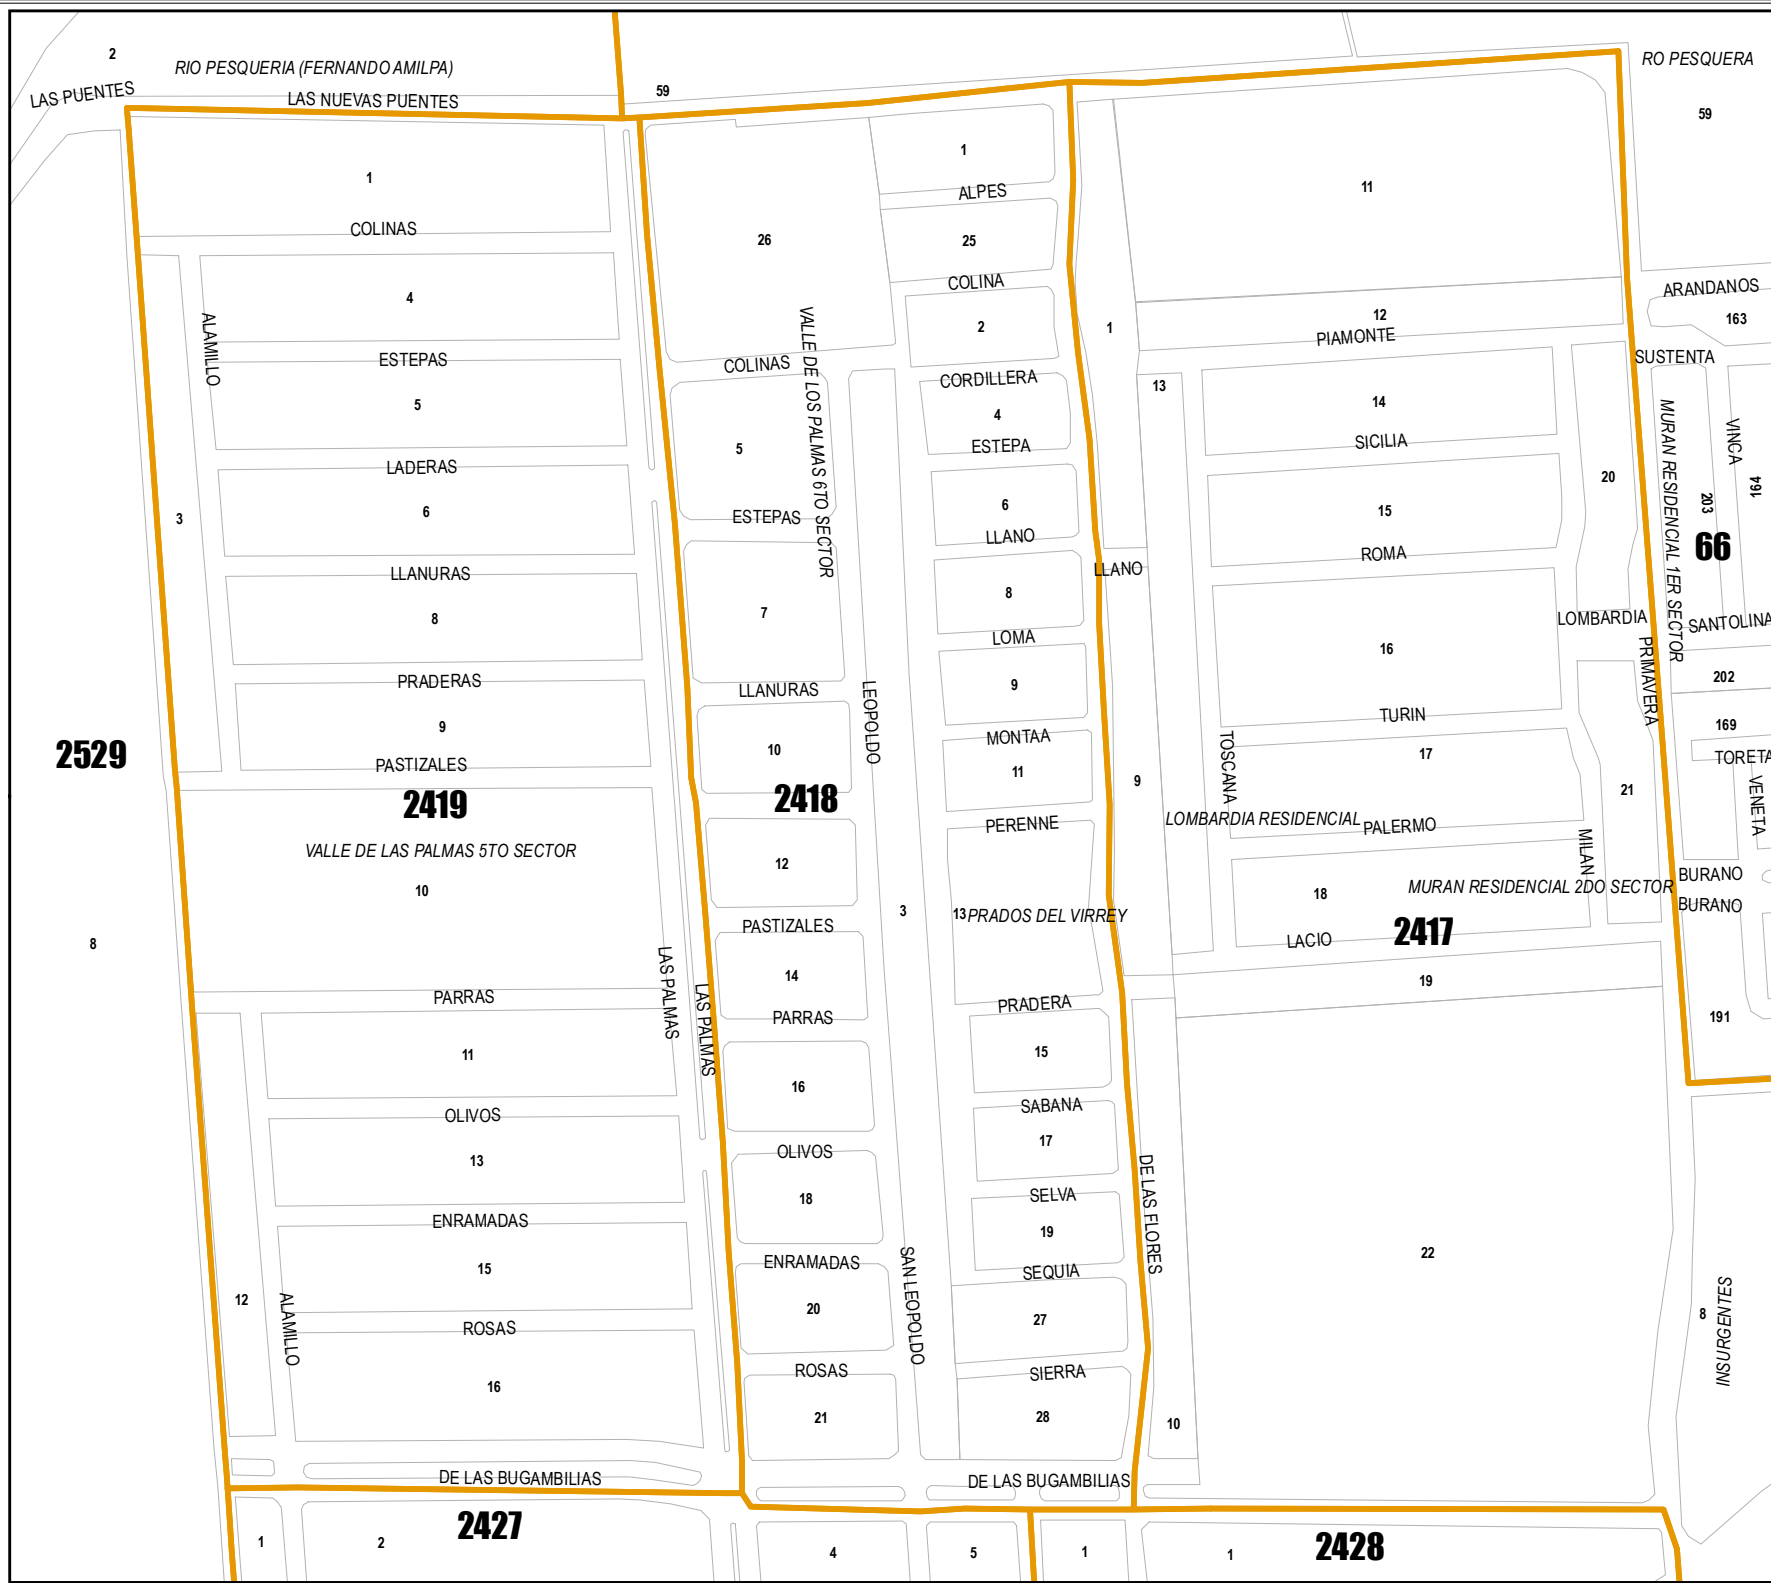 2
RIO PESQUERIA (FERNANDO AMILPA)
LAS PUENTES
LAS NUEVAS PUENTES
59
RO PESQUERA
59
1
COLINAS
4
ALAMILLO
ESTEPAS
5
LADERAS
3
6
LLANURAS
8
PRADERAS
9
PASTIZALES
2529
2419
VALLE DE LAS PALMAS 5TO SECTOR
10
8
PARRAS
LAS PALMAS
LAS PALMAS
11
OLIVOS
13
ENRAMADAS
15
12
ALAMILLO
ROSAS
16
DE LAS BUGAMBILIAS
1
2
2427
26
1
ALPES
25
COLINA
2
VALLE DE LOS PALMAS 6TO SECTOR
COLINAS
CORDILLERA
4
5
ESTEPA
ESTEPAS
6
LLANO
7
8
LOMA
LLANURAS
9
LEOPOLDO
MONTAA
10
11
2418
PERENNE
12
3
13
PRADOS DEL VIRREY
PASTIZALES
14
PRADERA
PARRAS
15
16
SABANA
17
OLIVOS
18
SELVA
19
ENRAMADAS
SAN LEOPOLDO
SEQUIA
20
27
ROSAS
SIERRA
21
28
DE LAS BUGAMBILIAS
4
5
1
1
2428
11
1
12
PIAMONTE
13
14
SICILIA
20
15
ROMA
LLANO
LOMBARDIA
16
TURIN
TOSCANA
17
9
LOMBARDIA RESIDENCIAL
PALERMO
21
MILAN
18
MURAN RESIDENCIAL 2DO SECTOR
2417
LACIO
19
DE LAS FLORES
22
10
ARANDANOS
163
SUSTENTA
MURAN RESIDENCIAL 1ER SECTOR
VINCA
203
164
66
SANTOLINA
PRIMAVERA
202
169
TORETA
VENETA
BURANO
BURANO
191
8
INSURGENTES